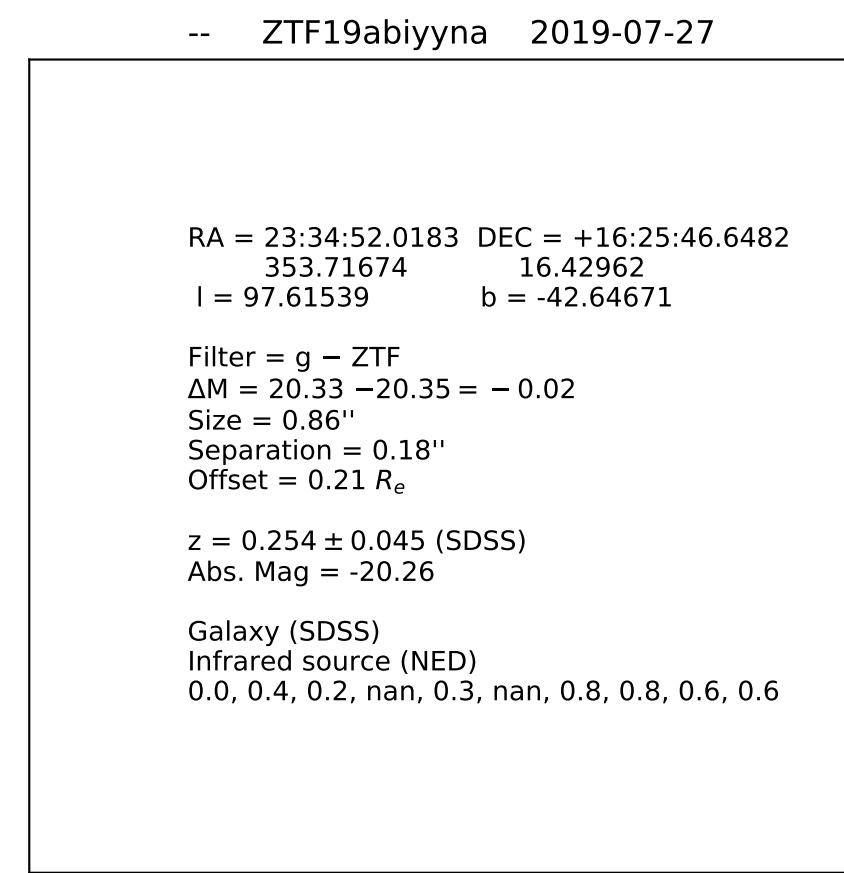 -- ZTF19abiyyna 2019-07-27
RA = 23:34:52.0183 DEC = +16:25:46.6482
353.71674 16.42962
l = 97.61539 b = -42.64671
Filter = g − ZTF
ΔM = 20.33 −20.35 = − 0.02
Size = 0.86''
Separation = 0.18''
Offset = 0.21 Rₑ
z = 0.254 ± 0.045 (SDSS)
Abs. Mag = -20.26
Galaxy (SDSS)
Infrared source (NED)
0.0, 0.4, 0.2, nan, 0.3, nan, 0.8, 0.8, 0.6, 0.6